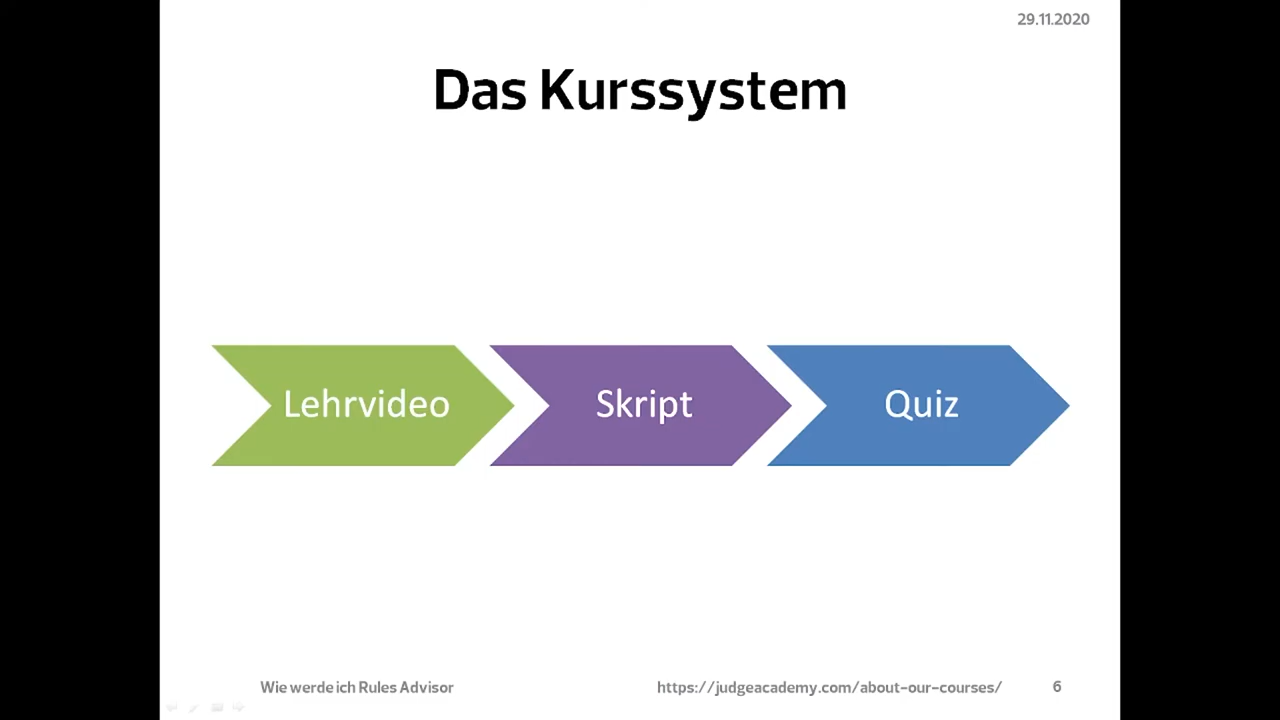 29.11.2020
Das Kurssystem
Lehrvideo
Skript
Quiz
Wie werde ich Rules Advisor
https://judgeacademy.com/about-our-courses/
6